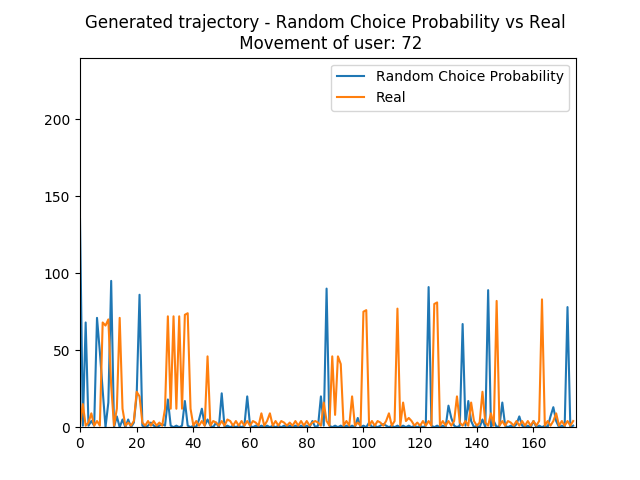 Generated trajectory - Random Choice Probability vs Real
Movement of user: 72
Random Choice Probability
Real
200
150
100
50
0
0 20 40 60 80 100 120 140 160